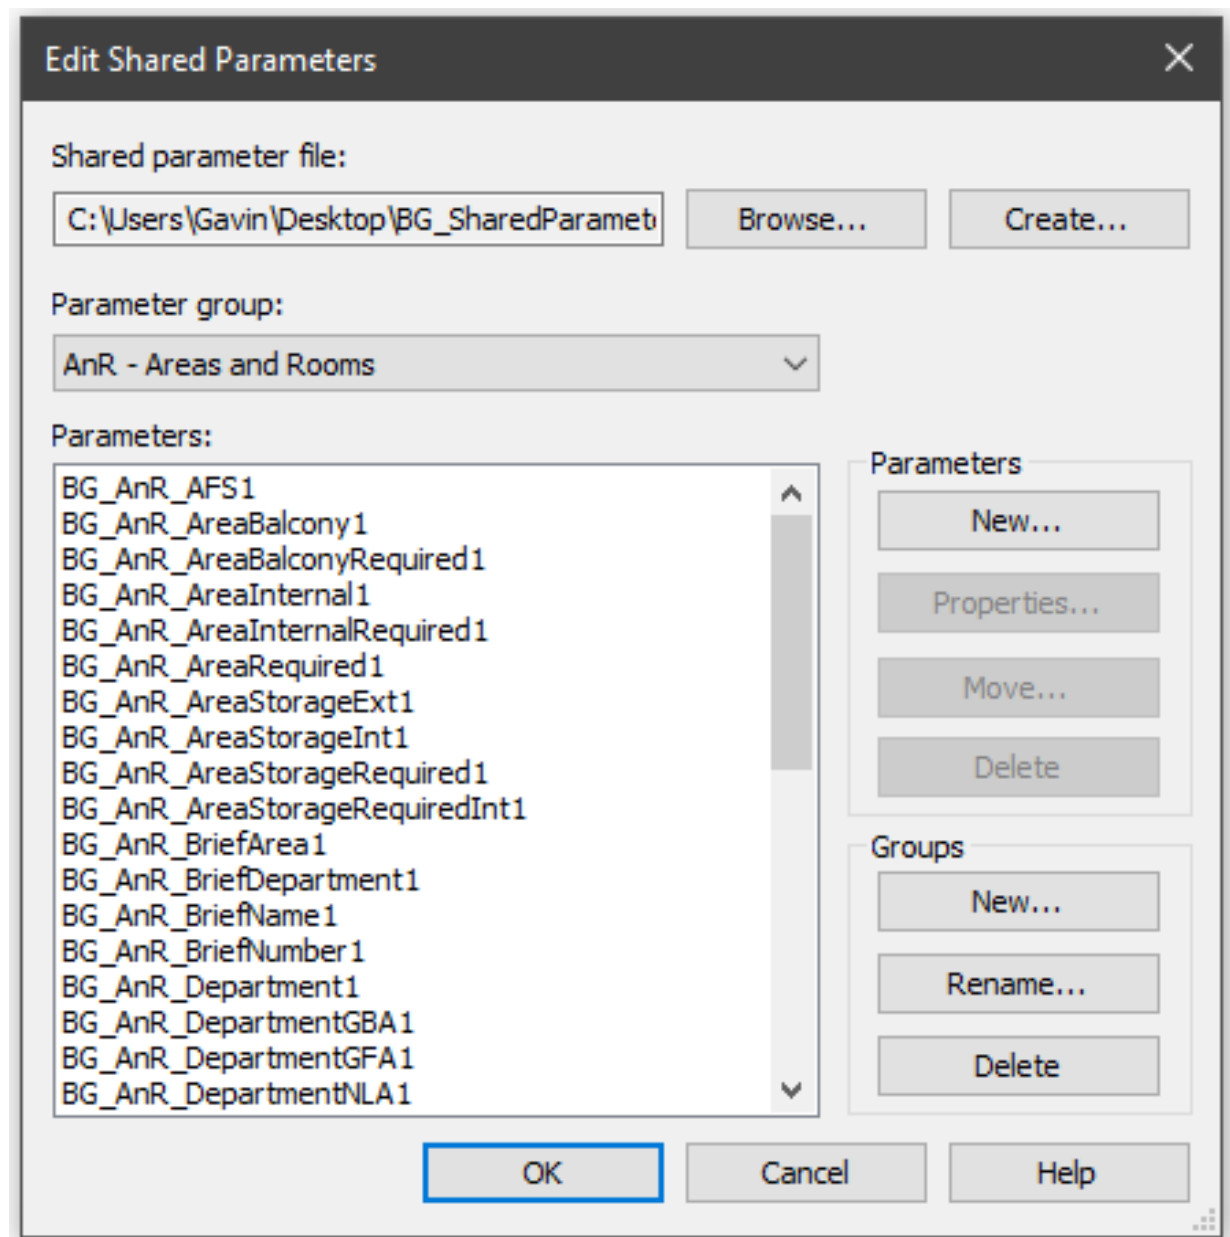 Edit Shared Parameters
Shared parameter file:
C:\Users\Gavin\Desktop\BG_SharedParamet
Browse...
Create...
Parameter group:
AnR - Areas and Rooms
Parameters:
BG_AnR_AFS1
BG_AnR_AreaBalcony1
BG_AnR_AreaBalconyRequired1
BG_AnR_AreaInternal1
BG_AnR_AreaInternalRequired1
BG_AnR_AreaRequired1
BG_AnR_AreaStorageExt1
BG_AnR_AreaStorageInt1
BG_AnR_AreaStorageRequired1
BG_AnR_AreaStorageRequiredInt1
BG_AnR_BriefArea1
BG_AnR_BriefDepartment1
BG_AnR_BriefName1
BG_AnR_BriefNumber1
BG_AnR_Department1
BG_AnR_DepartmentGBA1
BG_AnR_DepartmentGFA1
BG_AnR_DepartmentNLA1
Parameters
New...
Properties...
Move...
Delete
Groups
New...
Rename...
Delete
OK
Cancel
Help